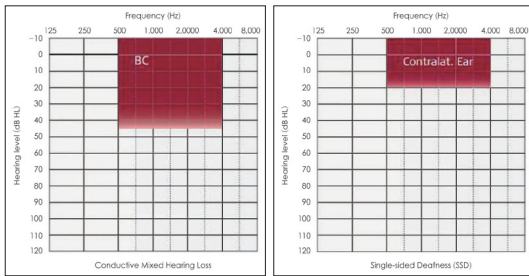 Frequency (Hz)
125 250 500 1,000 2,000 4,000 8,000
-10
0
10
20
30
40
50
60
70
80
90
100
110
120
Hearing level (dB HL)
BC
Conductive Mixed Hearing Loss
Frequency (Hz)
125 250 500 1,000 2,000 4,000 8,000
-10
0
10
20
30
40
50
60
70
80
90
100
110
120
Hearing level (dB HL)
Contralat. Ear
Single-sided Deafness (SSD)